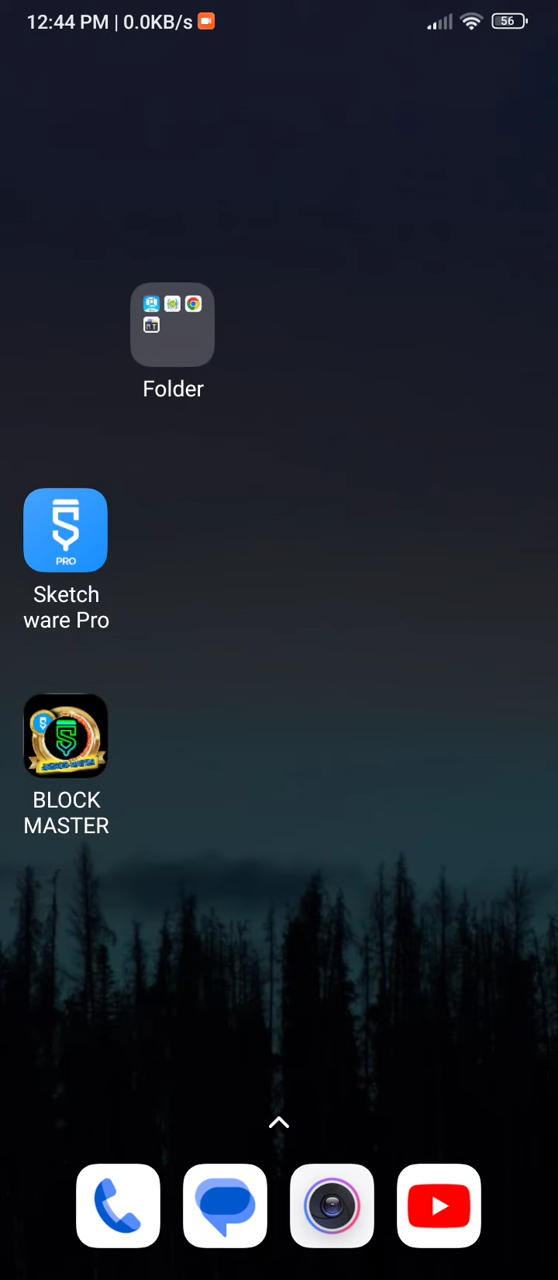 12:44 PM | 0.0KB/s
56
Folder
PRO
Sketch
ware Pro
BLOCK
MASTER